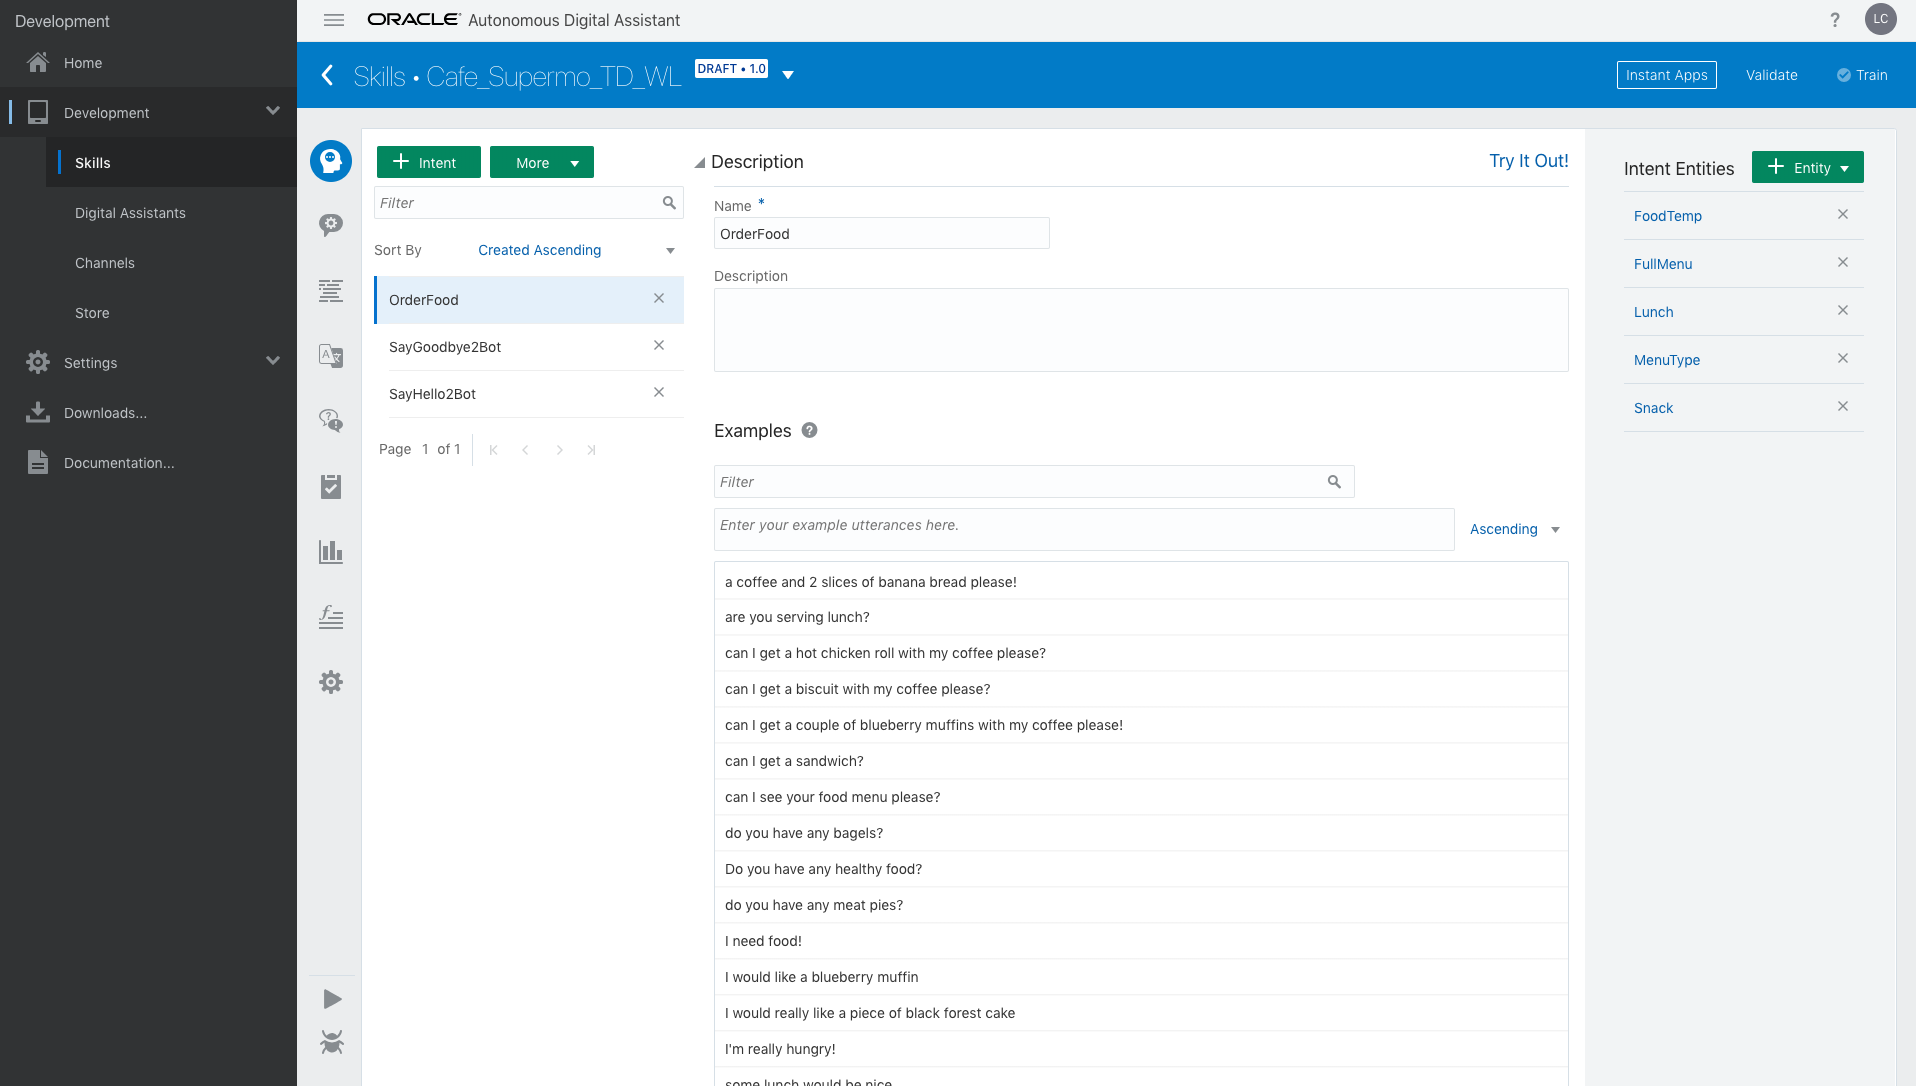 Development
Home
Development
Skills
Digital Assistants
Channels
Store
Settings
Downloads...
Documentation...
ORACLE Autonomous Digital Assistant
? LC
Skills • Cafe_Supermo_TD_WL DRAFT • 1.0
Instant Apps Validate Train
Intent More
Filter
Sort By Created Ascending
OrderFood
SayGoodbye2Bot
SayHello2Bot
Page 1 of 1
Description Try It Out!
Name *
OrderFood
Description
Examples ?
Filter
Enter your example utterances here.
Ascending
a coffee and 2 slices of banana bread please!
are you serving lunch?
can I get a hot chicken roll with my coffee please?
can I get a biscuit with my coffee please?
can I get a couple of blueberry muffins with my coffee please!
can I get a sandwich?
can I see your food menu please?
do you have any bagels?
Do you have any healthy food?
do you have any meat pies?
I need food!
I would like a blueberry muffin
I would really like a piece of black forest cake
I'm really hungry!
some lunch would be nice
Intent Entities Entity
FoodTemp
FullMenu
Lunch
MenuType
Snack